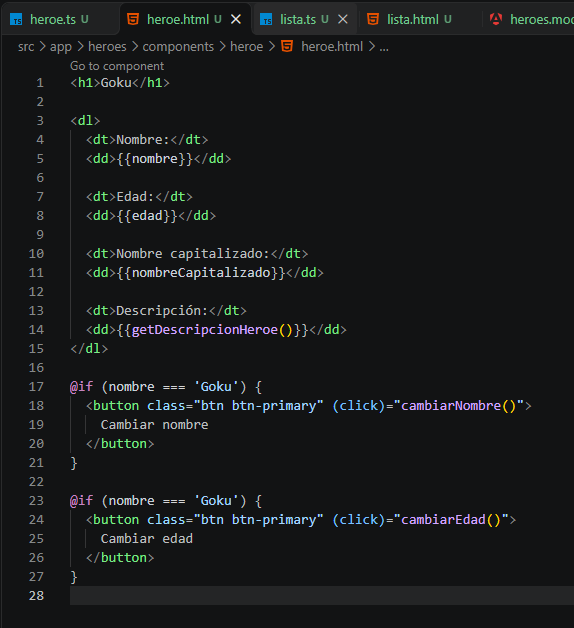 heroe.ts U heroe.html U lista.ts U lista.html U heroes.mo
src > app > heroes > components > heroe > heroe.html > ...
Go to component
1 <h1>Goku</h1>
2
3 <dl>
4 <dt>Nombre:</dt>
5 <dd>{{nombre}}</dd>
6
7 <dt>Edad:</dt>
8 <dd>{{edad}}</dd>
9
10 <dt>Nombre capitalizado:</dt>
11 <dd>{{nombreCapitalizado}}</dd>
12
13 <dt>Descripción:</dt>
14 <dd>{{getDescripcionHeroe()}}</dd>
15 </dl>
16
17 @if (nombre === 'Goku') {
18 <button class="btn btn-primary" (click)="cambiarNombre()">
19 Cambiar nombre
20 </button>
21 }
22
23 @if (nombre === 'Goku') {
24 <button class="btn btn-primary" (click)="cambiarEdad()">
25 Cambiar edad
26 </button>
27 }
28